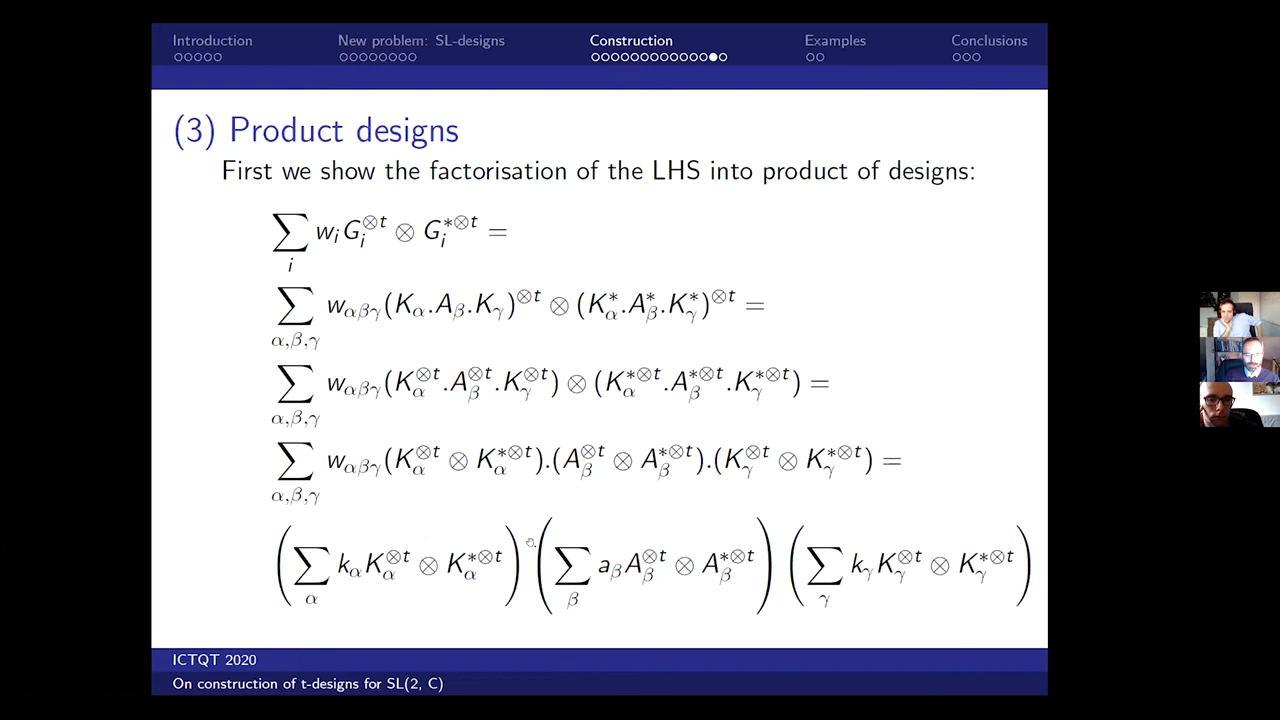 Introduction New problem: SL-designs Construction Examples Conclusions
(3) Product designs
First we show the factorisation of the LHS into product of designs:
∑_i w_i G_i^{⊗t} ⊗ G_i^{*⊗t} =
∑_{α,β,γ} w_{αβγ}(K_α.A_β.K_γ)^{⊗t} ⊗ (K_α^*.A_β^*.K_γ^*)^{⊗t} =
∑_{α,β,γ} w_{αβγ}(K_α^{⊗t}.A_β^{⊗t}.K_γ^{⊗t}) ⊗ (K_α^{*⊗t}.A_β^{*⊗t}.K_γ^{*⊗t}) =
∑_{α,β,γ} w_{αβγ}(K_α^{⊗t} ⊗ K_α^{*⊗t}).(A_β^{⊗t} ⊗ A_β^{*⊗t}).(K_γ^{⊗t} ⊗ K_γ^{*⊗t}) =
(∑_α k_α K_α^{⊗t} ⊗ K_α^{*⊗t}) (∑_β a_β A_β^{⊗t} ⊗ A_β^{*⊗t}) (∑_γ k_γ K_γ^{⊗t} ⊗ K_γ^{*⊗t})
ICTQT 2020
On construction of t-designs for SL(2, C)